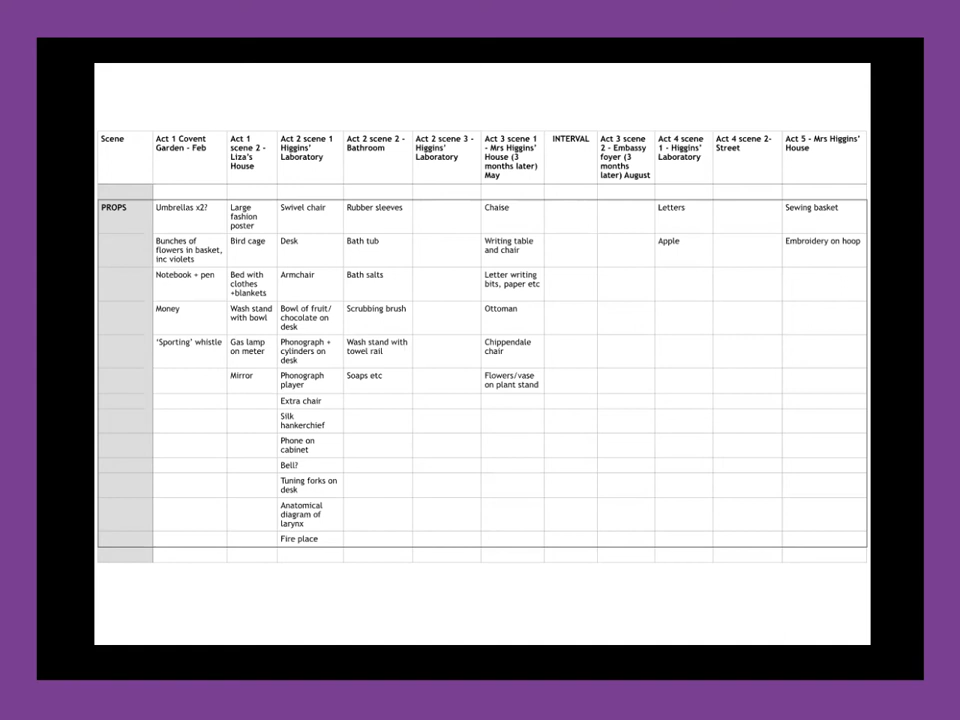 Scene
Act 1 Covent
Garden - Feb
Act 1
scene 2 -
Liza's
House
Act 2 scene 1
Higgins'
Laboratory
Act 2 scene 2 -
Bathroom
Act 2 scene 3 -
Higgins'
Laboratory
Act 3 scene 1
- Mrs Higgins'
House (3
months later)
May
INTERVAL
Act 3 scene
2 - Embassy
foyer (3
months
later) August
Act 4 scene
1 - Higgins'
Laboratory
Act 4 scene 2-
Street
Act 5 - Mrs Higgins'
House
PROPS
Umbrellas x2?
Large
fashion
poster
Swivel chair
Rubber sleeves
Chaise
Letters
Sewing basket
Bunches of
flowers in basket,
inc violets
Bird cage
Desk
Bath tub
Writing table
and chair
Apple
Embroidery on hoop
Notebook + pen
Bed with
clothes
+blankets
Armchair
Bath salts
Letter writing
bits, paper etc
Money
Wash stand
with bowl
Bowl of fruit/
chocolate on
desk
Scrubbing brush
Ottoman
'Sporting' whistle
Gas lamp
on meter
Phonograph +
cylinders on
desk
Wash stand with
towel rail
Chippendale
chair
Mirror
Phonograph
player
Soaps etc
Flowers/vase
on plant stand
Extra chair
Silk
hankerchief
Phone on
cabinet
Bell?
Tuning forks on
desk
Anatomical
diagram of
larynx
Fire place